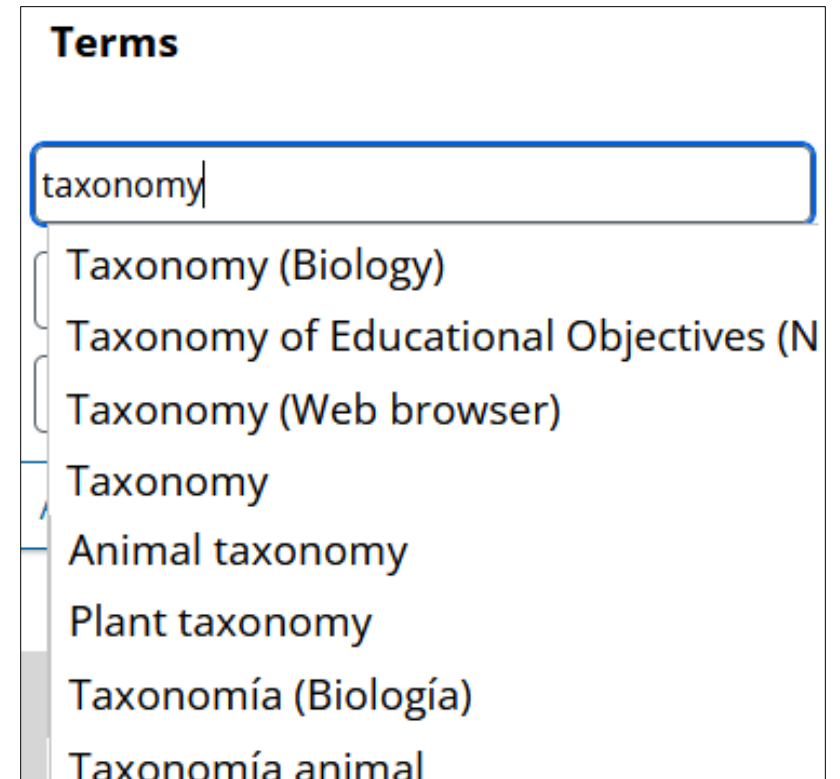 Terms
taxonomy
Taxonomy (Biology)
Taxonomy of Educational Objectives (N
Taxonomy (Web browser)
Taxonomy
Animal taxonomy
Plant taxonomy
Taxonomía (Biología)
Taxonomía animal